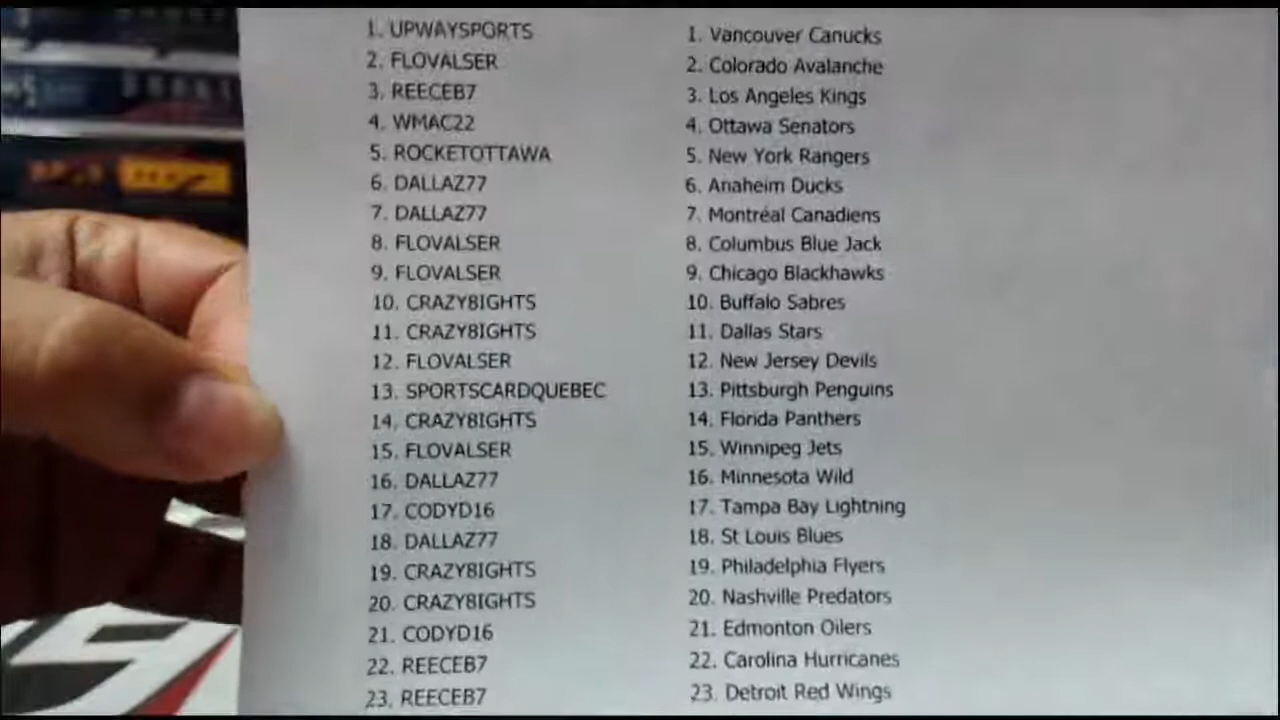 1. UPWAYSPORTS 1. Vancouver Canucks
2. FLOVALSER 2. Colorado Avalanche
3. REECEB7 3. Los Angeles Kings
4. WMAC22 4. Ottawa Senators
5. ROCKETOTTAWA 5. New York Rangers
6. DALLAZ77 6. Anaheim Ducks
7. DALLAZ77 7. Montréal Canadiens
8. FLOVALSER 8. Columbus Blue Jack
9. FLOVALSER 9. Chicago Blackhawks
10. CRAZY8IGHTS 10. Buffalo Sabres
11. CRAZY8IGHTS 11. Dallas Stars
12. FLOVALSER 12. New Jersey Devils
13. SPORTSCARDQUEBEC 13. Pittsburgh Penguins
14. CRAZY8IGHTS 14. Florida Panthers
15. FLOVALSER 15. Winnipeg Jets
16. DALLAZ77 16. Minnesota Wild
17. CODYD16 17. Tampa Bay Lightning
18. DALLAZ77 18. St Louis Blues
19. CRAZY8IGHTS 19. Philadelphia Flyers
20. CRAZY8IGHTS 20. Nashville Predators
21. CODYD16 21. Edmonton Oilers
22. REECEB7 22. Carolina Hurricanes
23. REECEB7 23. Detroit Red Wings